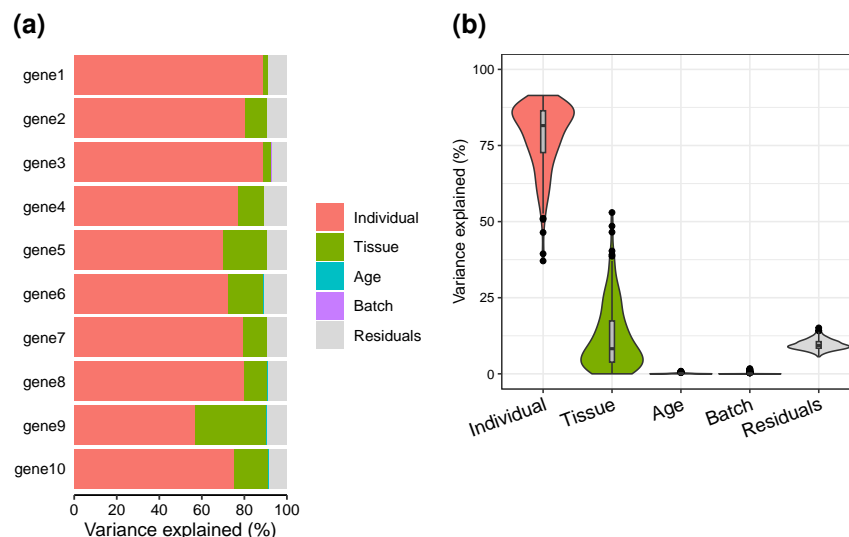 (a)
gene1
gene2
gene3
gene4
gene5
gene6
gene7
gene8
gene9
gene10
0 20 40 60 80 100
Variance explained (%)
Individual
Tissue
Age
Batch
Residuals
(b)
Variance explained (%)
100
75
50
25
0
Individual
Tissue
Age
Batch
Residuals